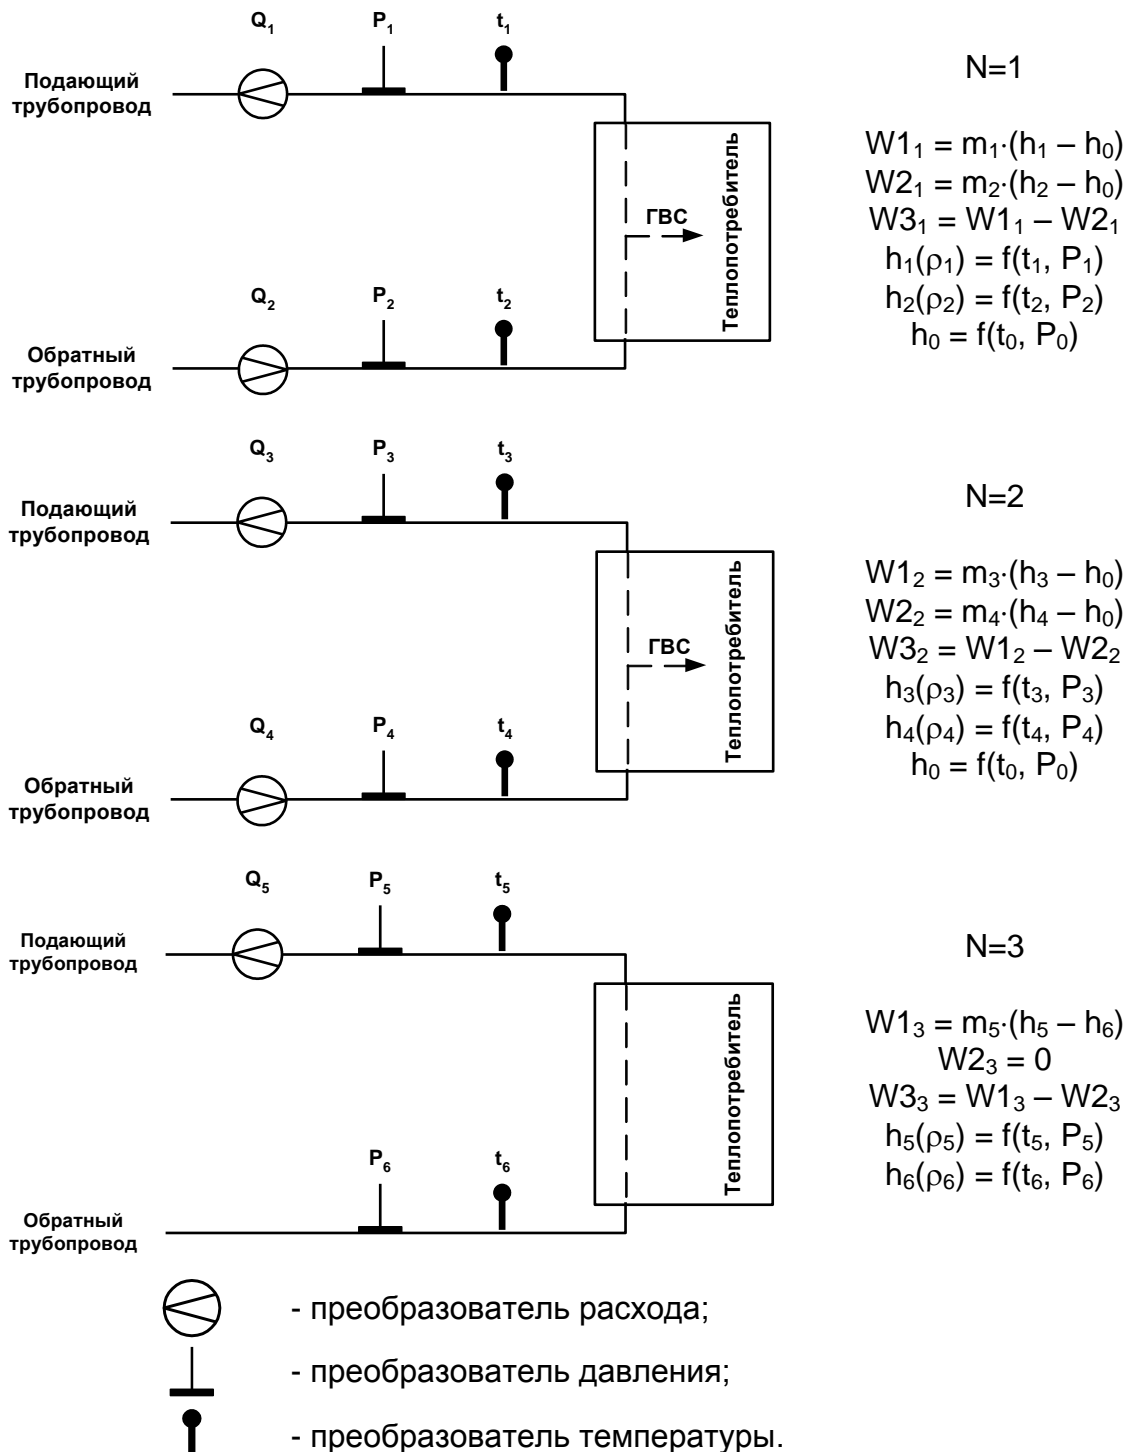 Q₁ P₁ t₁
Подающий
трубопровод
N=1
W1₁ = m₁·(h₁ – h₀)
W2₁ = m₂·(h₂ – h₀)
W3₁ = W1₁ – W2₁
h₁(ρ₁) = f(t₁, P₁)
h₂(ρ₂) = f(t₂, P₂)
h₀ = f(t₀, P₀)
ГВС
Теплопотребитель
Q₂ P₂ t₂
Обратный
трубопровод
Q₃ P₃ t₃
Подающий
трубопровод
N=2
W1₂ = m₃·(h₃ – h₀)
W2₂ = m₄·(h₄ – h₀)
W3₂ = W1₂ – W2₂
h₃(ρ₃) = f(t₃, P₃)
h₄(ρ₄) = f(t₄, P₄)
h₀ = f(t₀, P₀)
ГВС
Теплопотребитель
Q₄ P₄ t₄
Обратный
трубопровод
Q₅ P₅ t₅
Подающий
трубопровод
N=3
W1₃ = m₅·(h₅ – h₆)
W2₃ = 0
W3₃ = W1₃ – W2₃
h₅(ρ₅) = f(t₅, P₅)
h₆(ρ₆) = f(t₆, P₆)
Теплопотребитель
P₆ t₆
Обратный
трубопровод
- преобразователь расхода;
- преобразователь давления;
- преобразователь температуры.